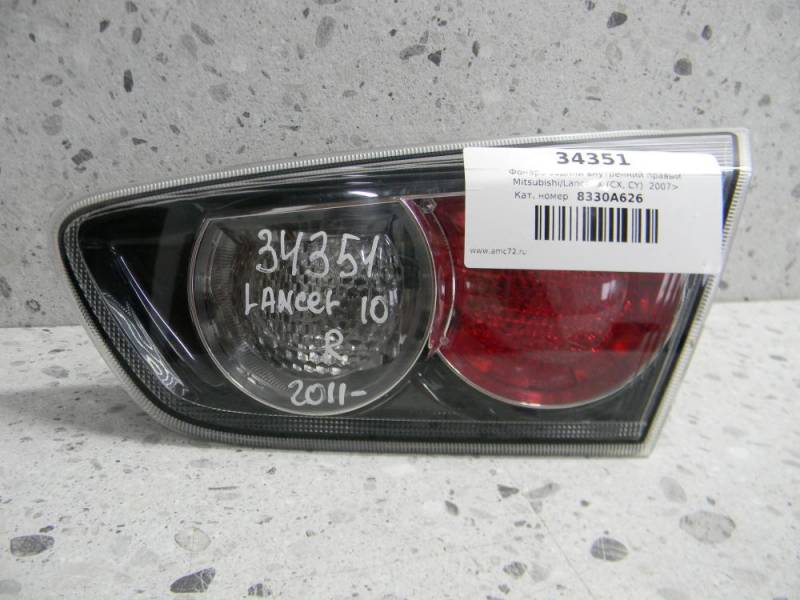 34351
Фонарь задний внутренний правый
Mitsubishi/Lancer X (CX, CY) 2007>
Кат. номер 8330A626
www.amc72.ru
34351
LANCER 10
R
2011-